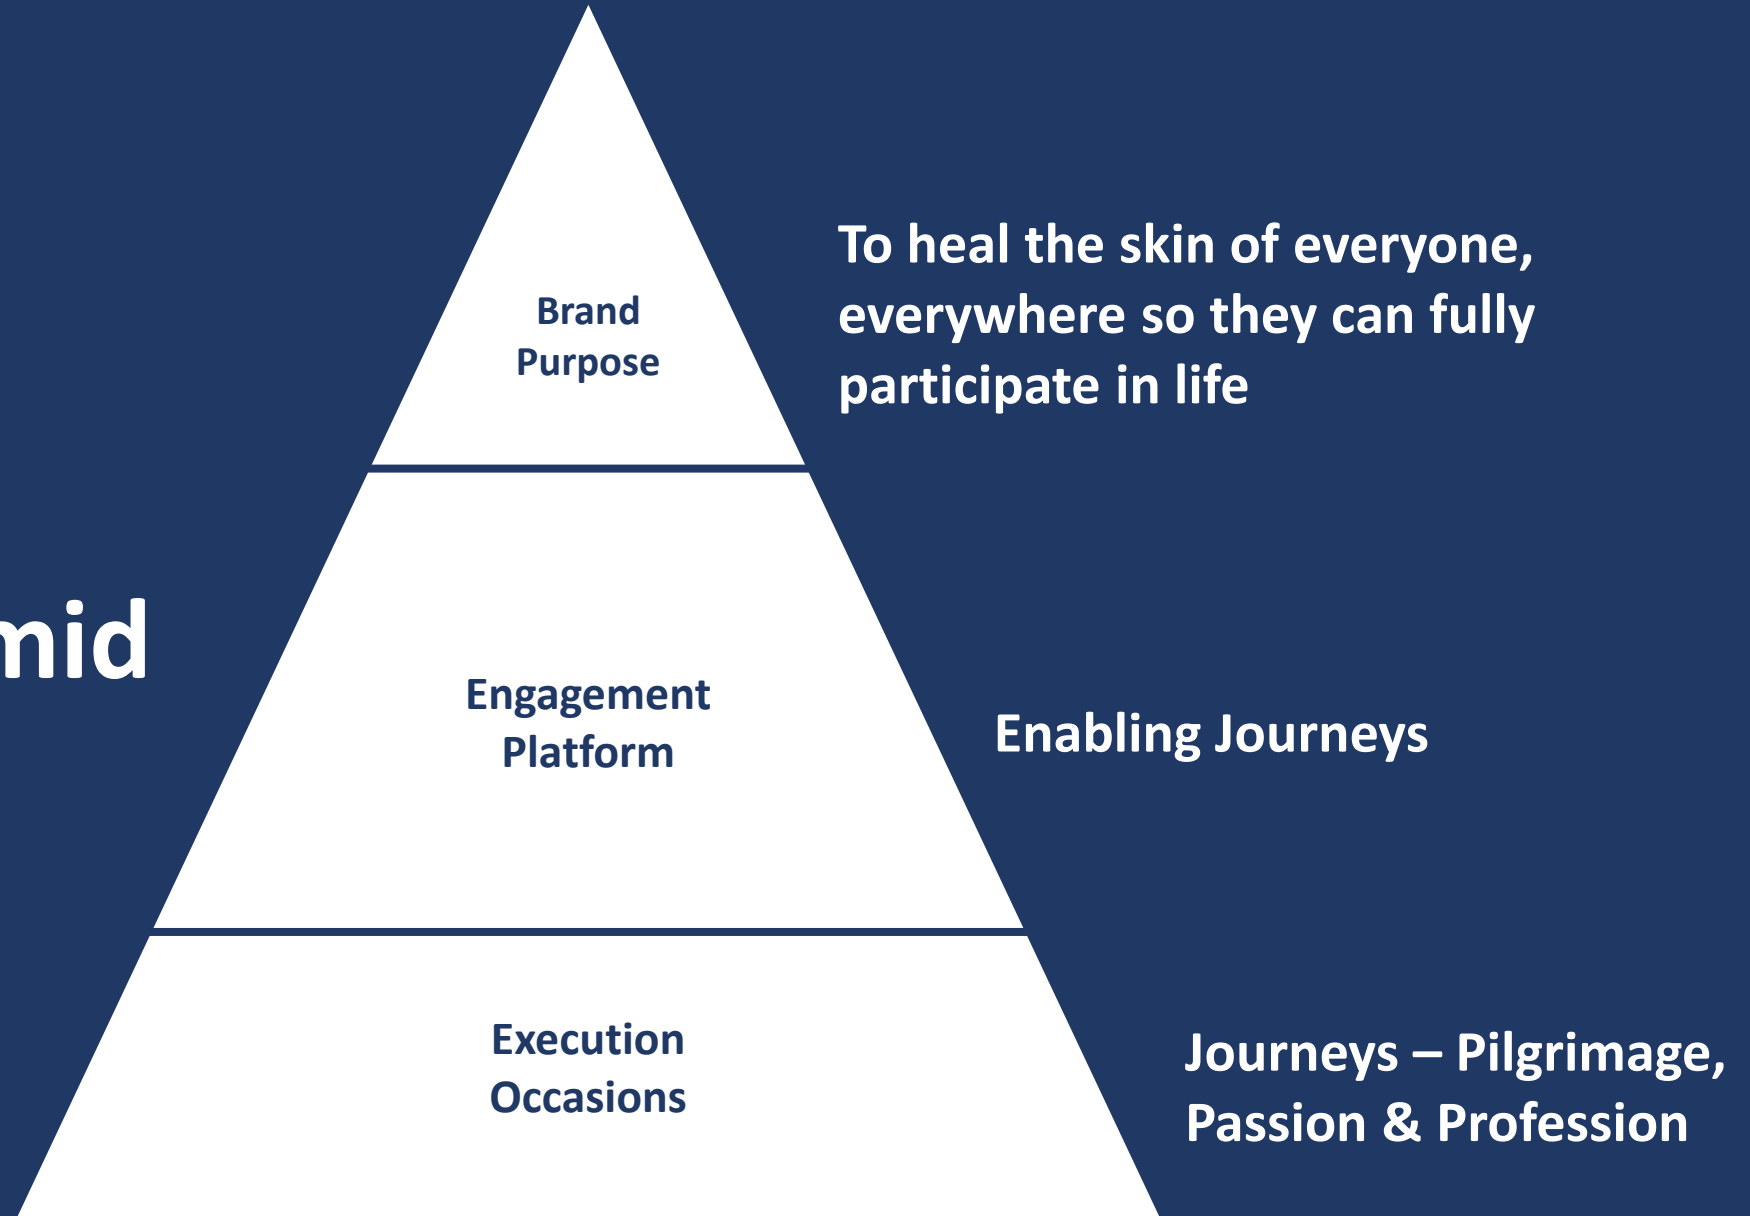 Brand
Purpose
To heal the skin of everyone,
everywhere so they can fully
participate in life
mid
Engagement
Platform
Enabling Journeys
Execution
Occasions
Journeys – Pilgrimage,
Passion & Profession